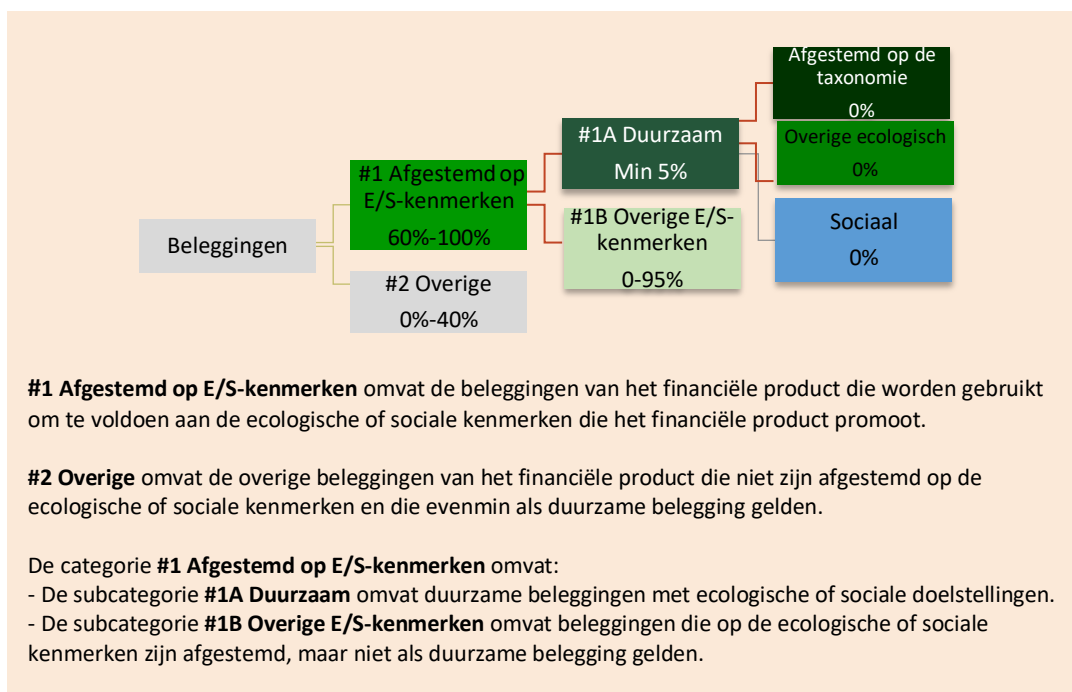 Beleggingen
#1 Afgestemd op
E/S-kenmerken
60%-100%
#2 Overige
0%-40%
#1A Duurzaam
Min 5%
#1B Overige E/S-
kenmerken
0-95%
Afgestemd op de
taxonomie
0%
Overige ecologisch
0%
Sociaal
0%
#1 Afgestemd op E/S-kenmerken omvat de beleggingen van het financiële product die worden gebruikt
om te voldoen aan de ecologische of sociale kenmerken die het financiële product promoot.
#2 Overige omvat de overige beleggingen van het financiële product die niet zijn afgestemd op de
ecologische of sociale kenmerken en die evenmin als duurzame belegging gelden.
De categorie #1 Afgestemd op E/S-kenmerken omvat:
- De subcategorie #1A Duurzaam omvat duurzame beleggingen met ecologische of sociale doelstellingen.
- De subcategorie #1B Overige E/S-kenmerken omvat beleggingen die op de ecologische of sociale
kenmerken zijn afgestemd, maar niet als duurzame belegging gelden.